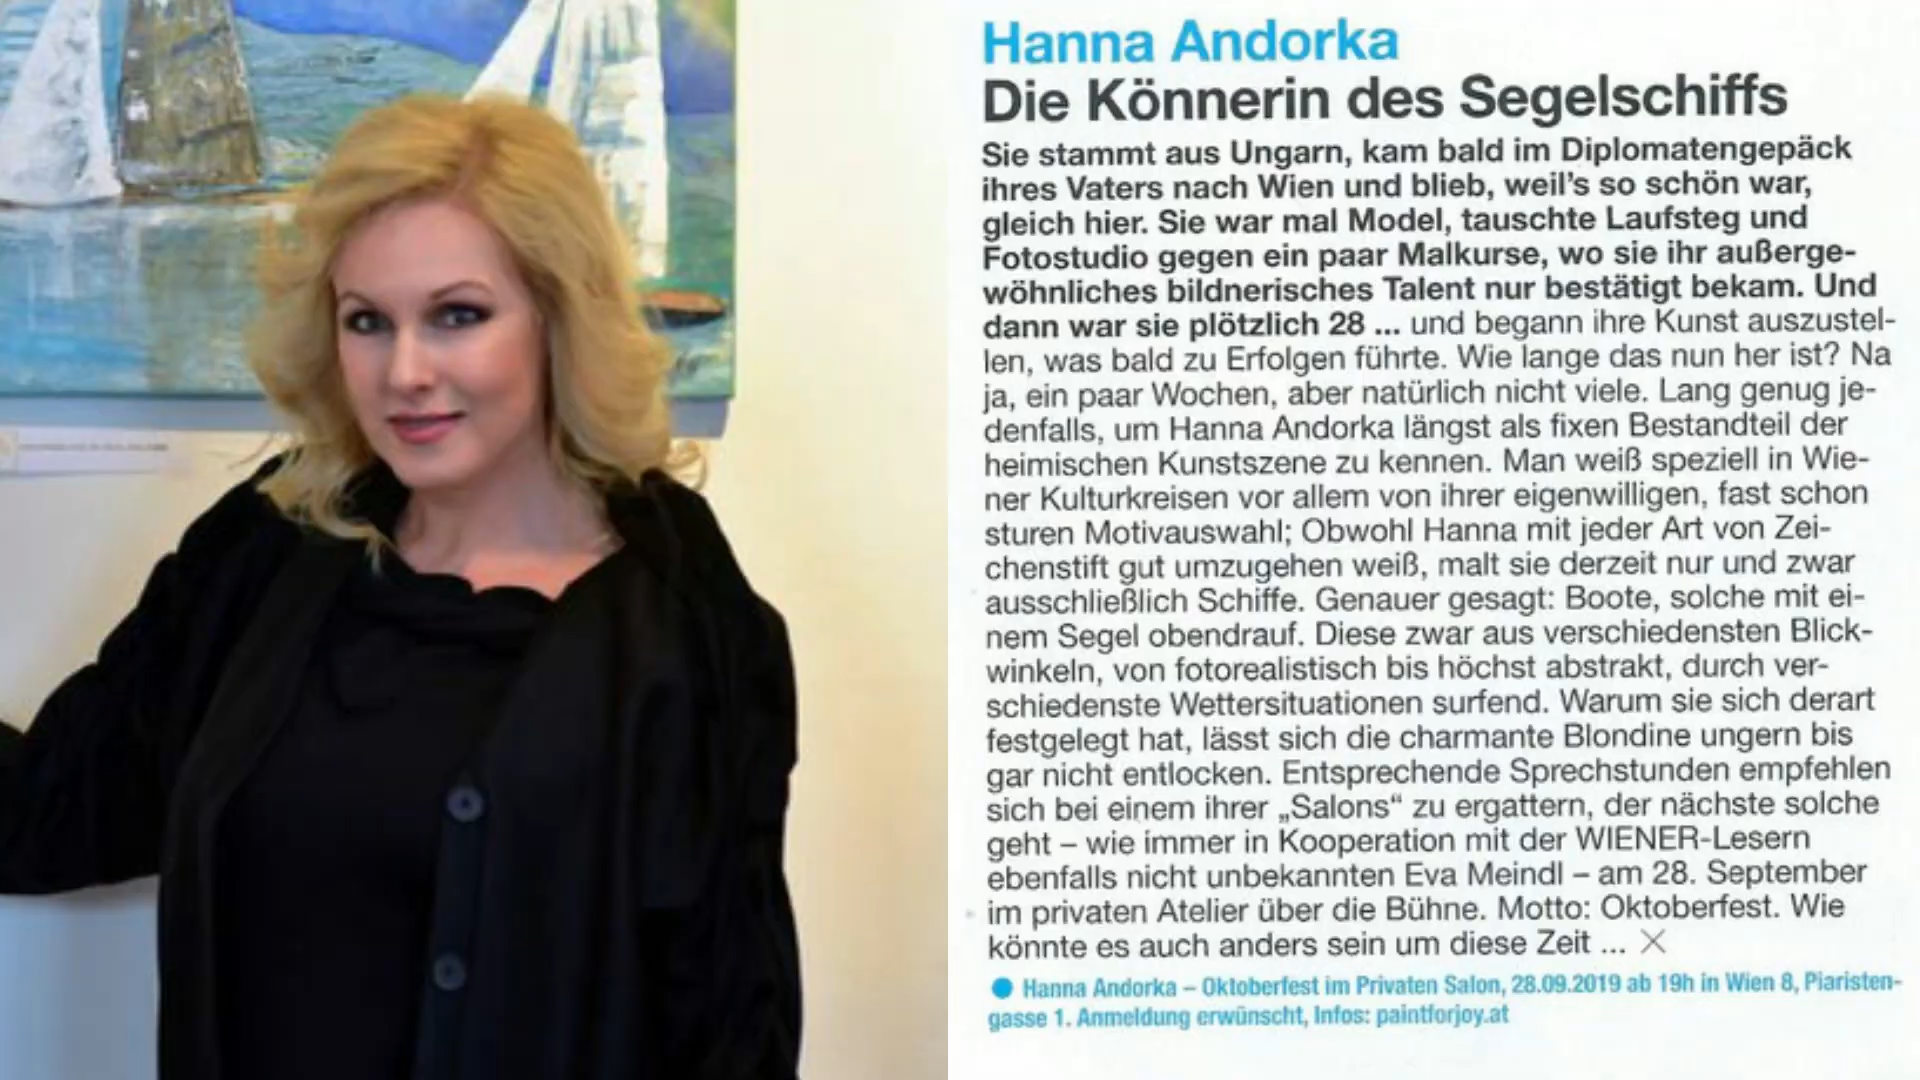 Hanna Andorka
Die Könnerin des Segelschiffs
Sie stammt aus Ungarn, kam bald im Diplomatengepäck
ihres Vaters nach Wien und blieb, weil's so schön war,
gleich hier. Sie war mal Model, tauschte Laufsteg und
Fotostudio gegen ein paar Malkurse, wo sie ihr außerge-
wöhnliches bildnerisches Talent nur bestätigt bekam. Und
dann war sie plötzlich 28 ... und begann ihre Kunst auszustel-
len, was bald zu Erfolgen führte. Wie lange das nun her ist? Na
ja, ein paar Wochen, aber natürlich nicht viele. Lang genug je-
denfalls, um Hanna Andorka längst als fixen Bestandteil der
heimischen Kunstszene zu kennen. Man weiß speziell in Wie-
ner Kulturkreisen vor allem von ihrer eigenwilligen, fast schon
sturen Motivauswahl; Obwohl Hanna mit jeder Art von Zei-
chenstift gut umzugehen weiß, malt sie derzeit nur und zwar
ausschließlich Schiffe. Genauer gesagt: Boote, solche mit ei-
nem Segel obendrauf. Diese zwar aus verschiedensten Blick-
winkeln, von fotorealistisch bis höchst abstrakt, durch ver-
schiedenste Wettersituationen surfend. Warum sie sich derart
festgelegt hat, lässt sich die charmante Blondine ungern bis
gar nicht entlocken. Entsprechende Sprechstunden empfehlen
sich bei einem ihrer „Salons“ zu ergattern, der nächste solche
geht – wie immer in Kooperation mit der WIENER-Lesern
ebenfalls nicht unbekannten Eva Meindl – am 28. September
im privaten Atelier über die Bühne. Motto: Oktoberfest. Wie
könnte es auch anders sein um diese Zeit ... ×
● Hanna Andorka – Oktoberfest im Privaten Salon, 28.09.2019 ab 19h in Wien 8, Piaristen-
gasse 1. Anmeldung erwünscht, Infos: paintforjoy.at